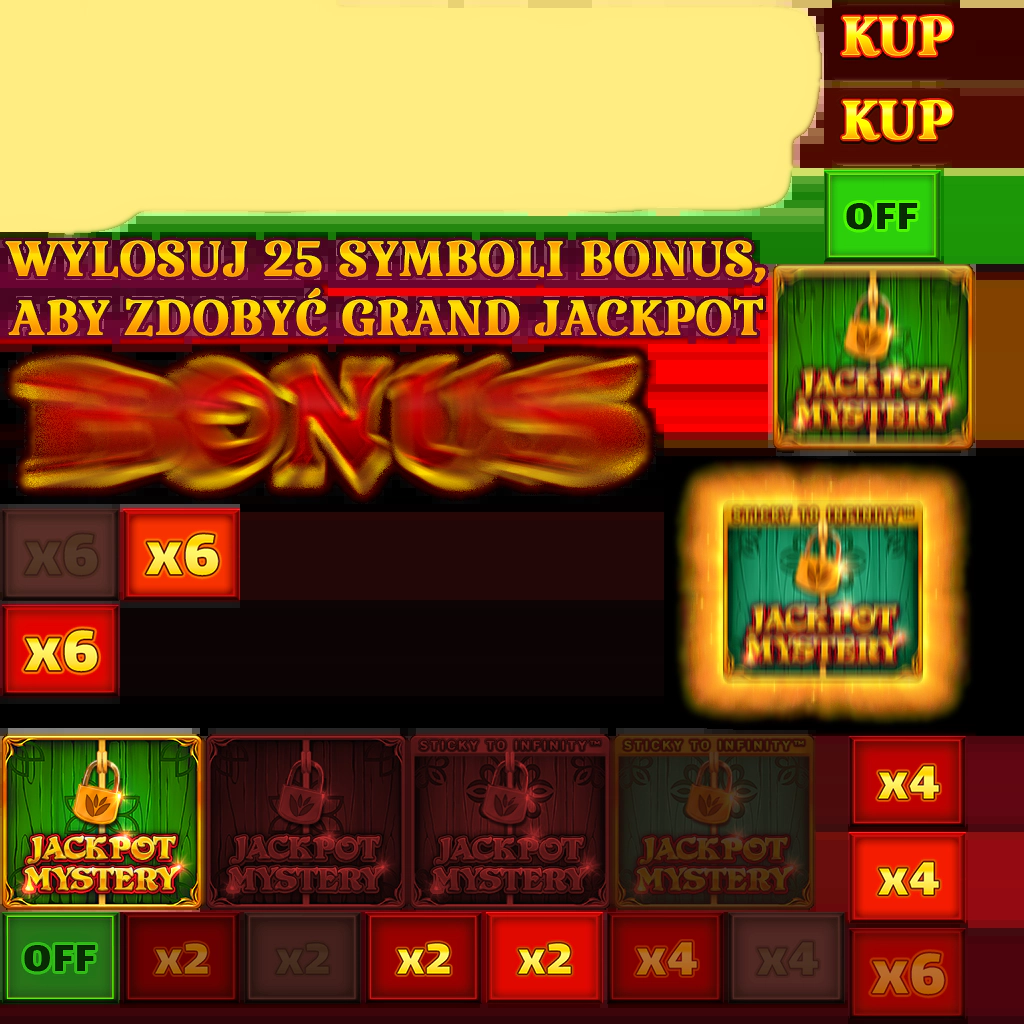 KUP
KUP
OFF
WYLOSUJ 25 SYMBOLI BONUS,
ABY ZDOBYĆ GRAND JACKPOT
JACKPOT
MYSTERY
BONUS
STICKY TO INFINITY™
JACKPOT
MYSTERY
x6
x6
x6
JACKPOT
MYSTERY
JACKPOT
MYSTERY
STICKY TO INFINITY™
JACKPOT
MYSTERY
STICKY TO INFINITY™
JACKPOT
MYSTERY
x4
x4
OFF
x2
x2
x2
x2
x4
x4
x6